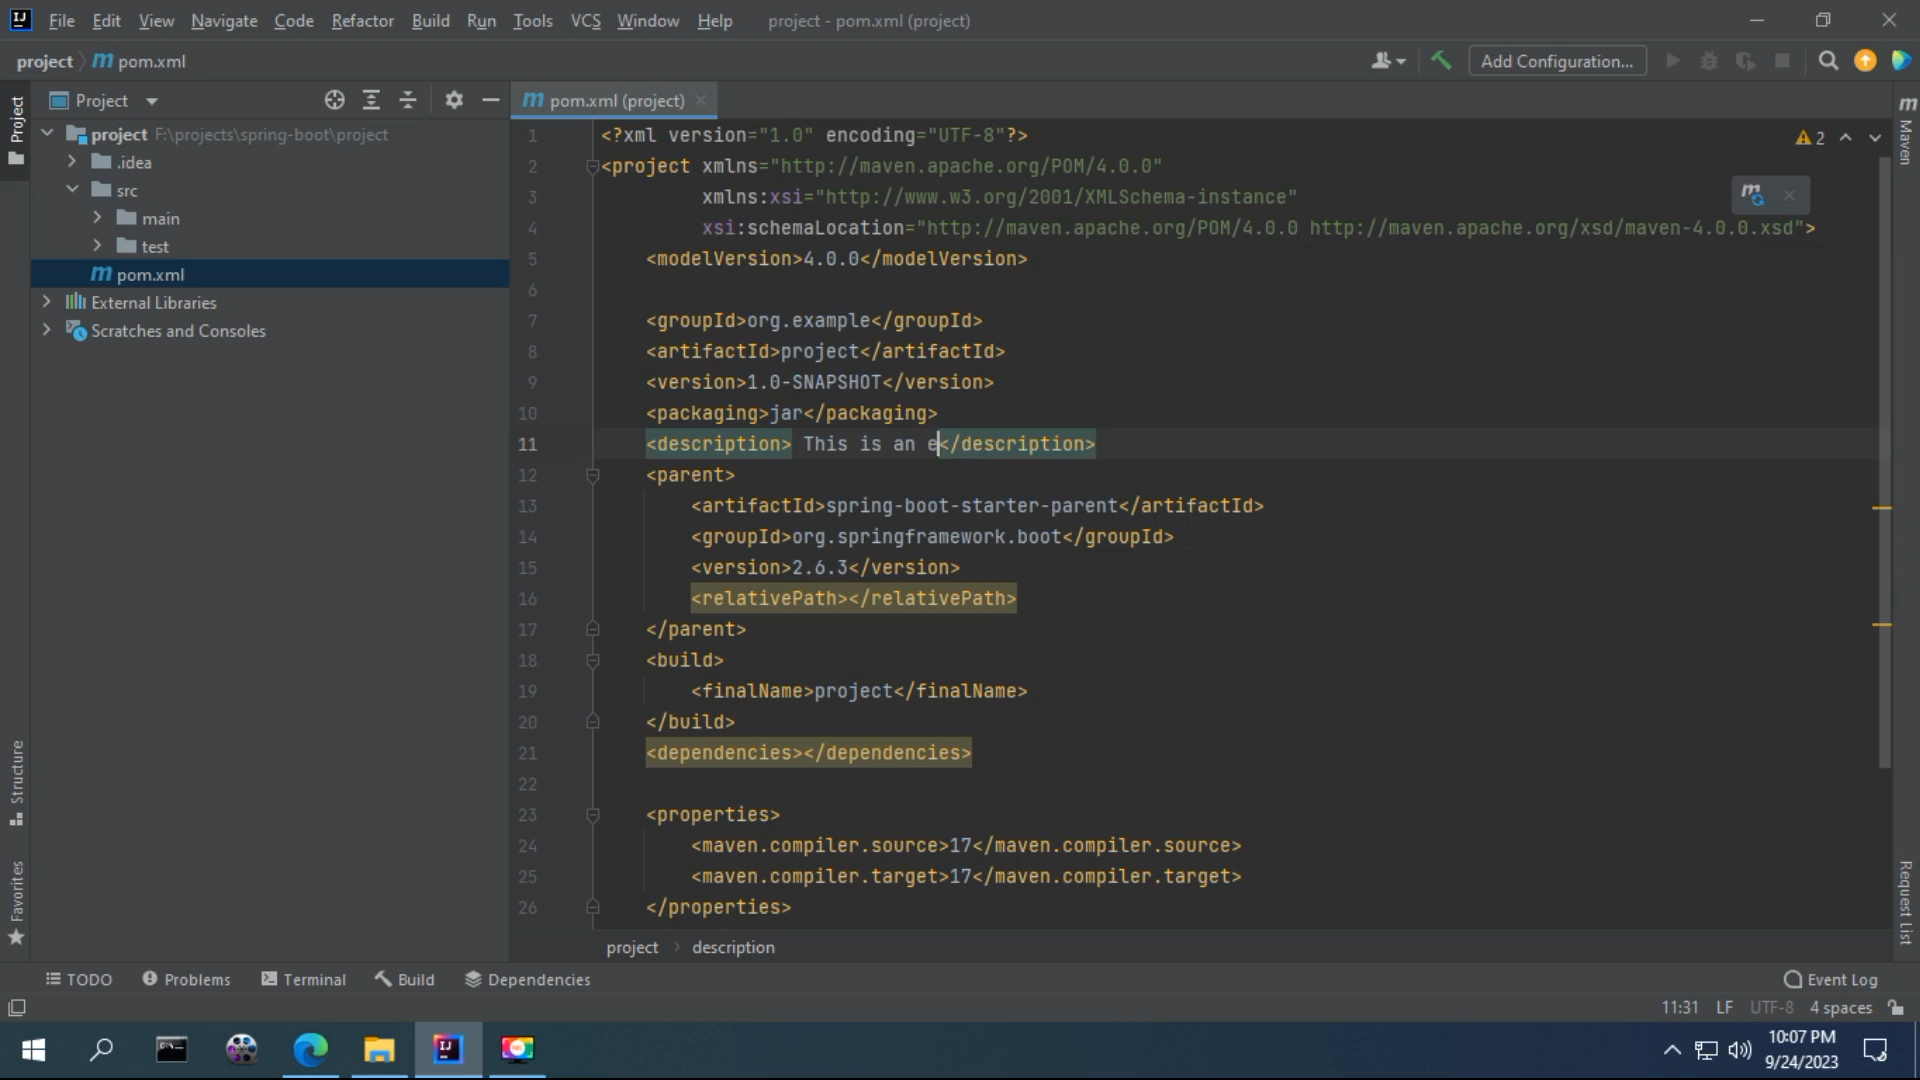 File Edit View Navigate Code Refactor Build Run Tools VCS Window Help project - pom.xml (project)
project pom.xml Add Configuration...
Project
Project
project F:\projects\spring-boot\project
.idea
src
main
test
pom.xml
External Libraries
Scratches and Consoles
Structure
Favorites
pom.xml (project)
2
1 <?xml version="1.0" encoding="UTF-8"?>
2 <project xmlns="http://maven.apache.org/POM/4.0.0"
3 xmlns:xsi="http://www.w3.org/2001/XMLSchema-instance"
4 xsi:schemaLocation="http://maven.apache.org/POM/4.0.0 http://maven.apache.org/xsd/maven-4.0.0.xsd">
5 <modelVersion>4.0.0</modelVersion>
6
7 <groupId>org.example</groupId>
8 <artifactId>project</artifactId>
9 <version>1.0-SNAPSHOT</version>
10 <packaging>jar</packaging>
11 <description> This is an e</description>
12 <parent>
13 <artifactId>spring-boot-starter-parent</artifactId>
14 <groupId>org.springframework.boot</groupId>
15 <version>2.6.3</version>
16 <relativePath></relativePath>
17 </parent>
18 <build>
19 <finalName>project</finalName>
20 </build>
21 <dependencies></dependencies>
22
23 <properties>
24 <maven.compiler.source>17</maven.compiler.source>
25 <maven.compiler.target>17</maven.compiler.target>
26 </properties>
project description
Maven
Request List
TODO Problems Terminal Build Dependencies Event Log
11:31 LF UTF-8 4 spaces
10:07 PM
9/24/2023